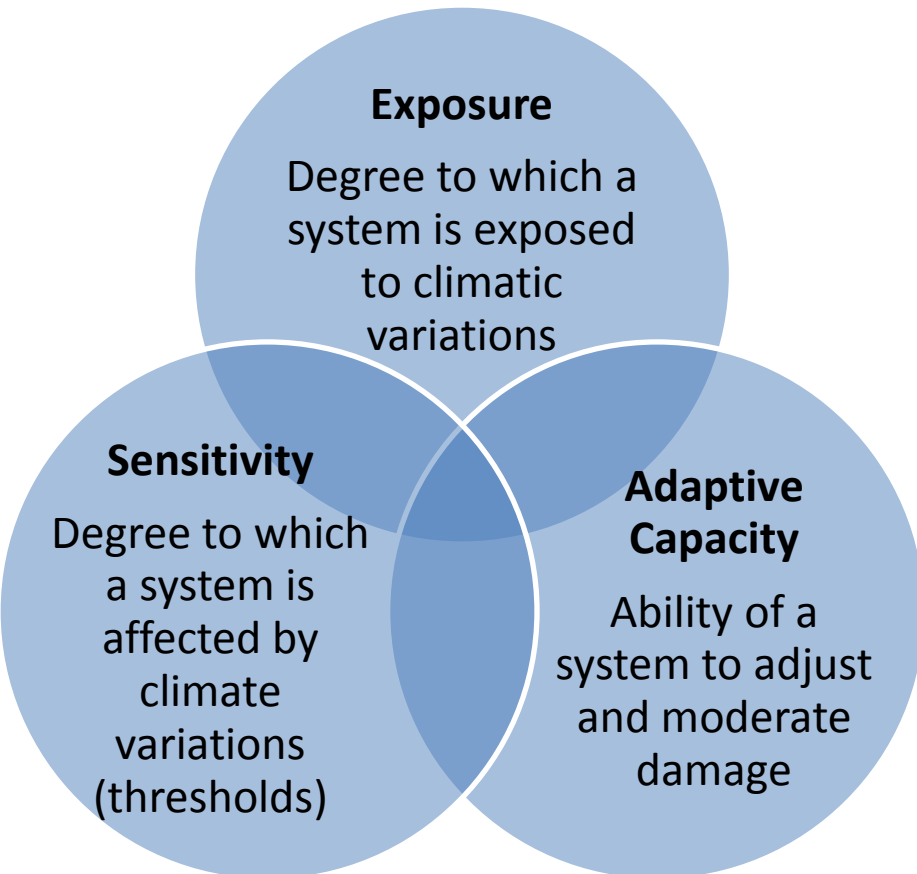 Exposure
Degree to which a
system is exposed
to climatic
variations
Sensitivity
Degree to which
a system is
affected by
climate
variations
(thresholds)
Adaptive
Capacity
Ability of a
system to adjust
and moderate
damage